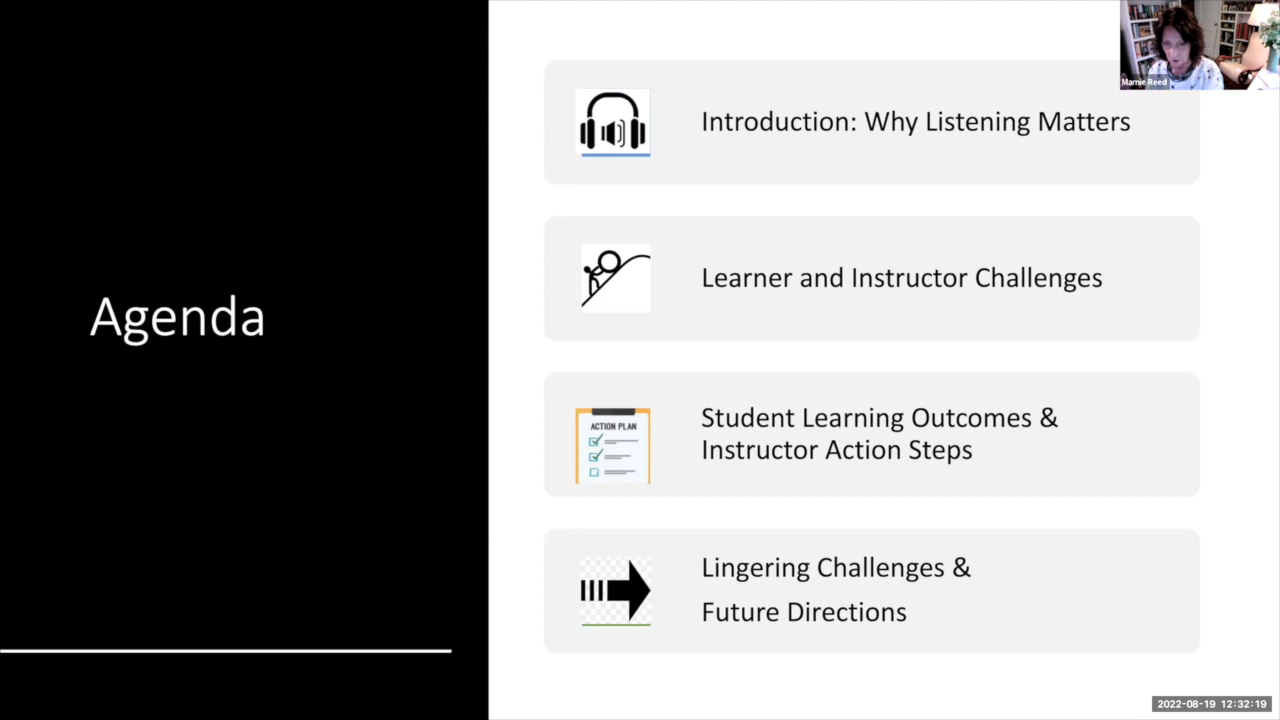 Agenda
Marnie Reed
Introduction: Why Listening Matters
Learner and Instructor Challenges
ACTION PLAN
Student Learning Outcomes &
Instructor Action Steps
Lingering Challenges &
Future Directions
2022-08-19 12:32:19